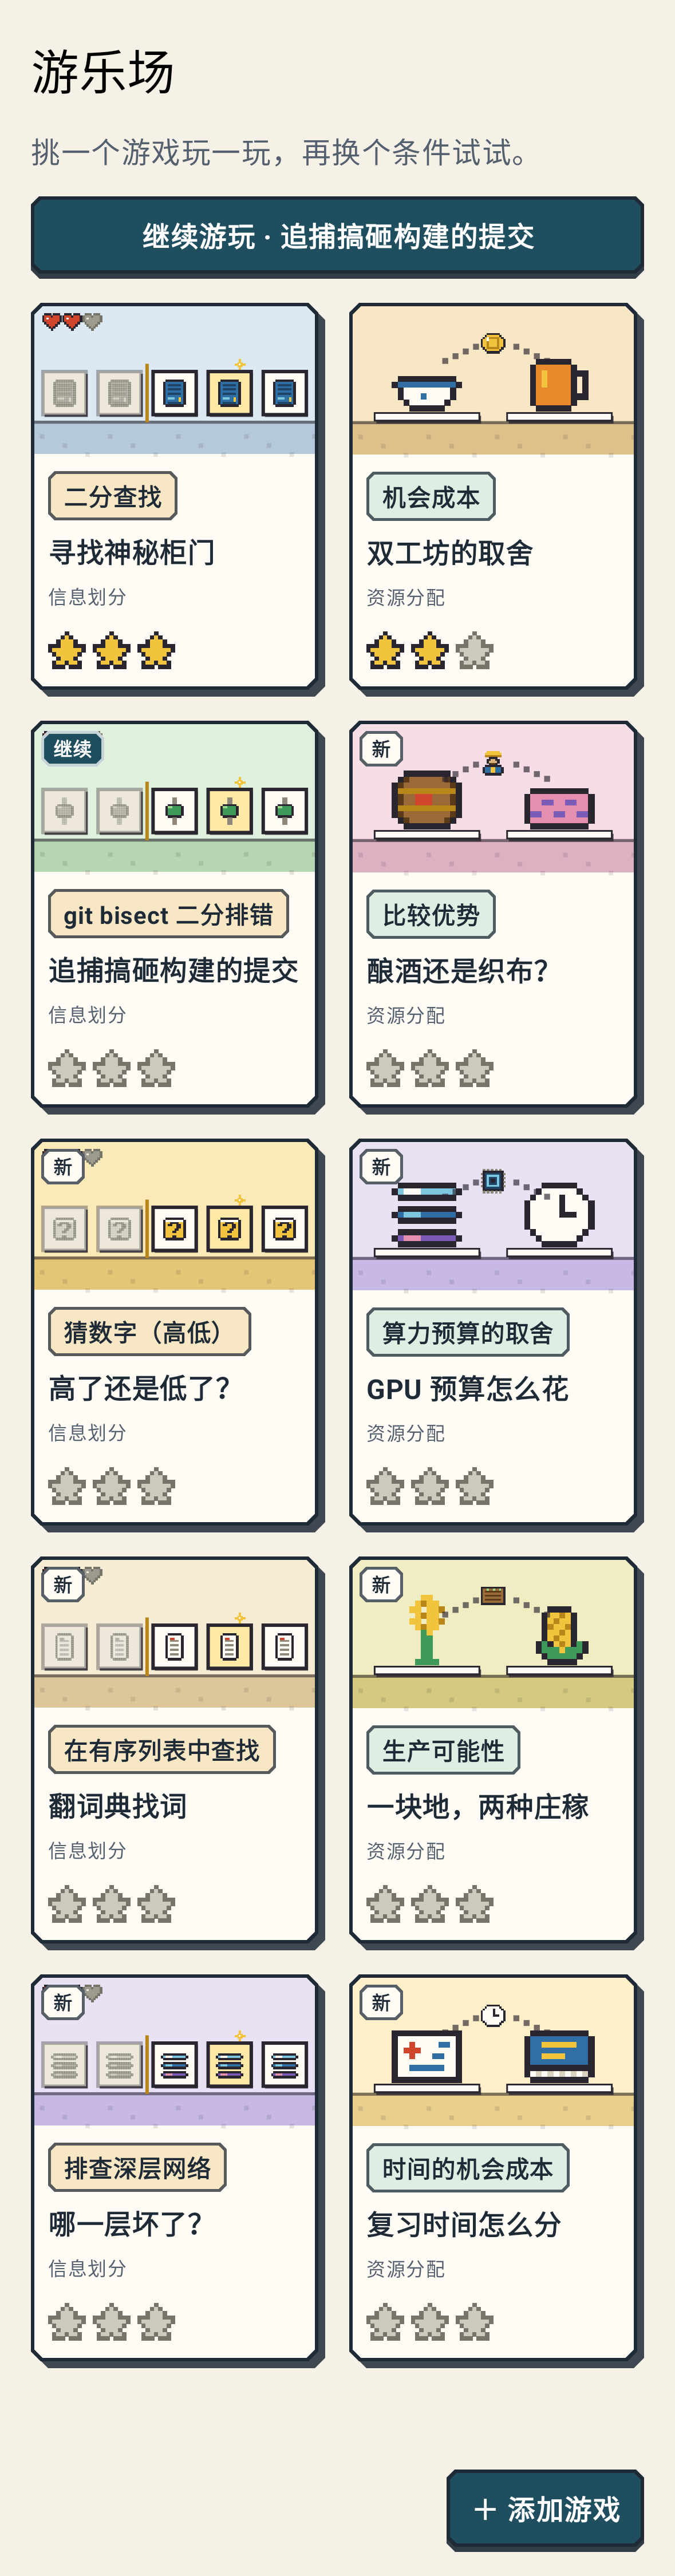 游乐场
挑一个游戏玩一玩，再换个条件试试。
继续游玩 · 追捕搞砸构建的提交
二分查找
寻找神秘柜门
信息划分
机会成本
双工坊的取舍
资源分配
继续
git bisect 二分排错
追捕搞砸构建的提交
信息划分
新
比较优势
酿酒还是织布？
资源分配
新
? ? ? ? ?
猜数字（高低）
高了还是低了？
信息划分
新
算力预算的取舍
GPU 预算怎么花
资源分配
新
在有序列表中查找
翻词典找词
信息划分
新
生产可能性
一块地，两种庄稼
资源分配
新
排查深层网络
哪一层坏了？
信息划分
新
时间的机会成本
复习时间怎么分
资源分配
＋ 添加游戏